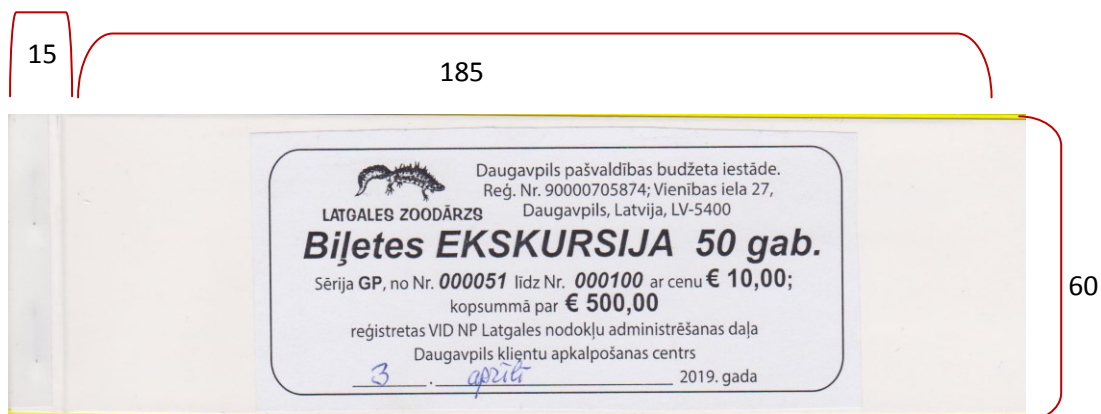 15
185
Daugavpils pašvaldības budžeta iestāde.
Reģ. Nr. 90000705874; Vienības iela 27,
LATGALES ZOODĀRZS Daugavpils, Latvija, LV-5400
Biļetes EKSKURSIJA 50 gab.
Sērija GP, no Nr. 000051 līdz Nr. 000100 ar cenu € 10,00;
kopsummā par € 500,00
60
reģistretas VID NP Latgales nodokļu administrēšanas daļa
Daugavpils klientu apkalpošanas centrs
3 . aprīlī 2019. gada